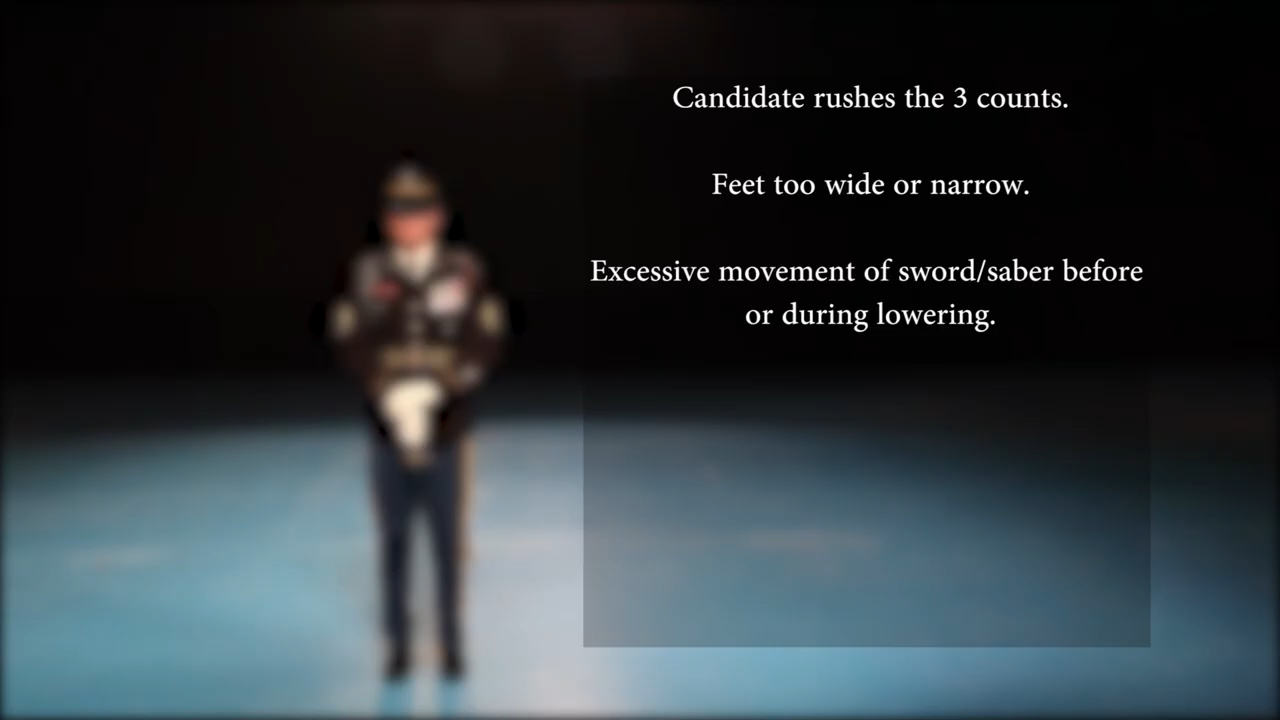 Candidate rushes the 3 counts.
Feet too wide or narrow.
Excessive movement of sword/saber before
or during lowering.